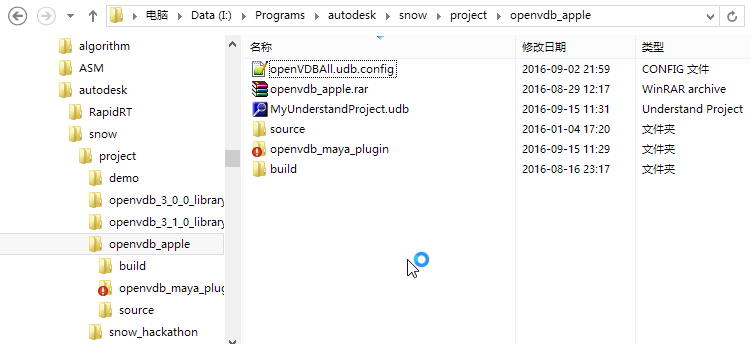 电脑 Data (I:) Programs autodesk snow project openvdb_apple
algorithm
ASM
autodesk
RapidRT
snow
project
demo
openvdb_3_0_0_library
openvdb_3_1_0_library
openvdb_apple
build
openvdb_maya_plug
source
snow_hackathon
名称 修改日期 类型
openVDBAll.udb.config 2016-09-02 21:59 CONFIG 文件
openvdb_apple.rar 2016-08-29 12:17 WinRAR archive
MyUnderstandProject.udb 2016-09-15 11:31 Understand Project
source 2016-01-04 17:20 文件夹
openvdb_maya_plugin 2016-09-15 11:29 文件夹
build 2016-08-16 23:17 文件夹